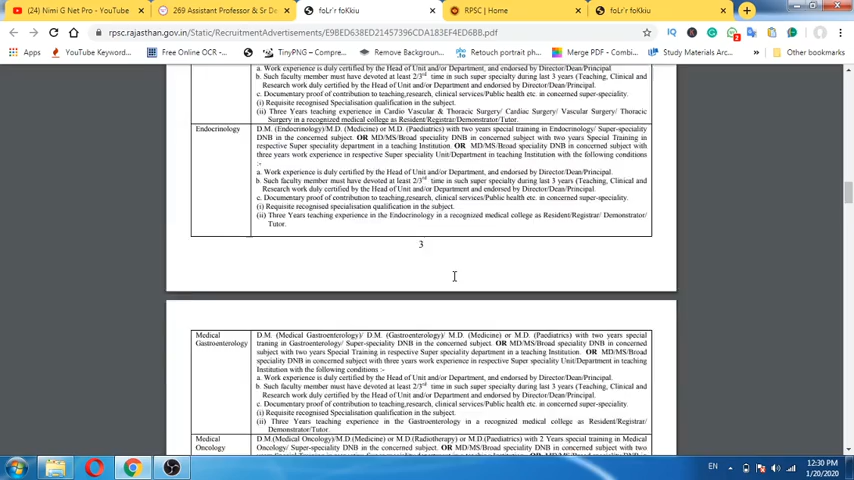 (24) Nimi G Net Pro - YouTube
269 Assistant Professor & Sr De
foLr`r foKkiu
RPSC | Home
foLr`r foKkiu
rpsc.rajasthan.gov.in/Static/RecruitmentAdvertisements/E9BED638ED21457396CDA183EF4ED6BB.pdf
Apps
YouTube Keyword...
Free Online OCR -...
TinyPNG – Compre...
Remove Background...
Retouch portrait ph...
Merge PDF - Combi...
Study Materials Arc...
Other bookmarks
a. Work experience is duly certified by the Head of Unit and/or Department, and endorsed by Director/Dean/Principal.
b. Such faculty member must have devoted at least 2/3rd time in such super specialty during last 3 years (Teaching, Clinical and
Research work duly certified by the Head of Unit and/or Department and endorsed by Director/Dean/Principal.
c. Documentary proof of contribution to teaching,research, clinical services/Public health etc. in concerned super-speciality.
(i) Requisite recognised Specialisation qualification in the subject.
(ii) Three Years teaching experience in Cardio Vascular & Thoracic Surgery/ Cardiac Surgery/ Vascular Surgery/ Thoracic
Surgery in a recognized medical college as Resident/Registrar/Demonstrator/Tutor.
Endocrinology
D.M. (Endocrinology/M.D. (Medicine) or M.D. (Paediatrics) with two years special training in Endocrinology/ Super-speciality
DNB in the concerned subject. OR MD/MS/Broad speciality DNB in concerned subject with two years Special Training in
respective Super speciality department in a teaching Institution. OR MD/MS/Broad speciality DNB in concerned subject with
three years work experience in respective Super speciality Unit/Department in teaching Institution with the following conditions
:-
a. Work experience is duly certified by the Head of Unit and/or Department, and endorsed by Director/Dean/Principal.
b. Such faculty member must have devoted at least 2/3rd time in such super specialty during last 3 years (Teaching, Clinical and
Research work duly certified by the Head of Unit and/or Department and endorsed by Director/Dean/Principal.
c. Documentary proof of contribution to teaching,research, clinical services/Public health etc. in concerned super-speciality.
(i) Requisite recognised specialisation qualification in the subject.
(ii) Three Years teaching experience in the Endocrinology in a recognized medical college as Resident/Registrar/ Demonstrator/
Tutor.
3
Medical
Gastroenterology
D.M. (Medical Gastroenterology)/ D.M. (Gastroenterology)/ M.D. (Medicine) or M.D. (Paediatrics) with two years special
traning in Gastroenterology/ Super-speciality DNB in the concerned subject. OR MD/MS/Broad speciality DNB in concerned
subject with two years Special Training in respective Super speciality department in a teaching Institution. OR MD/MS/Broad
speciality DNB in concerned subject with three years work experience in respective Super speciality Unit/Department in teaching
Institution with the following conditions :-
a. Work experience is duly certified by the Head of Unit and/or Department, and endorsed by Director/Dean/Principal.
b. Such faculty member must have devoted at least 2/3rd time in such super specialty during last 3 years (Teaching, Clinical and
Research work duly certified by the Head of Unit and/or Department and endorsed by Director/Dean/Principal.
c. Documentary proof of contribution to teaching,research, clinical services/Public health etc. in concerned super-speciality.
(i) Requisite recognised specialisation qualification in the subject.
(ii) Three Years teaching experience in the Gastroenterology in a recognized medical college as Resident/Registrar/
Demonstrator/Tutor.
Medical
Oncology
D.M.(Medical Oncology)/M.D.(Medicine) or M.D.(Radiotherapy) or M.D.(Paediatrics) with 2 Years special training in Medical
Oncology/ Super-speciality DNB in the concerned subject. OR MD/MS/Broad speciality DNB in concerned subject with
EN
12:30 PM
1/20/2020